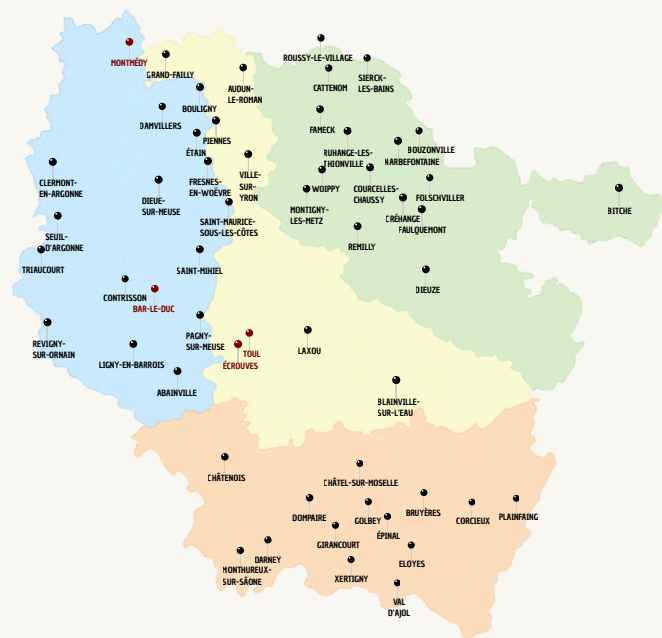 MONTMÉDY
GRAND-FAILLY
ROUSSY-LE-VILLAGE
SIERCK-
LES-BAINS
CATTENOM
AUDUN-
LE-ROMAN
BOULIGNY
DAMVILLERS
PIENNES
FAMECK
ÉTAIN
RUHANGE-LES-
THIONVILLE
BOUZONVILLE
NARBEFONTAINE
CLERMONT-
EN-ARGONNE
FRESNES-
EN-WOËVRE
VILLE-
SUR-
YRON
WOIPPY
COURCELLES-
CHAUSSY
FOLSCHVILLER
DIEUE-
SUR-MEUSE
MONTIGNY-
LES-METZ
BITCHE
SAINT-MAURICE-
SOUS-LES-CÔTES
CRÉHANGE
FAULQUEMONT
SEUIL-
D'ARGONNE
REMILLY
TRIAUCOURT
SAINT-MIHIEL
DIEUZE
CONTRISSON
BAR-LE-DUC
PAGNY-
SUR-MEUSE
REVIGNY-
SUR-ORNAIN
TOUL
LAXOU
LIGNY-EN-BARROIS
ÉCROUVES
ABAINVILLE
BLAINVILLE-
SUR-L'EAU
CHÂTENOIS
CHÂTEL-SUR-MOSELLE
DOMPAIRE
GOLBEY
BRUYÈRES
CORCIEUX
PLAINFAING
ÉPINAL
GIRANCOURT
DARNEY
ELOYES
MONTHUREUX-
SUR-SÂONE
XERTIGNY
VAL
D'AJOL